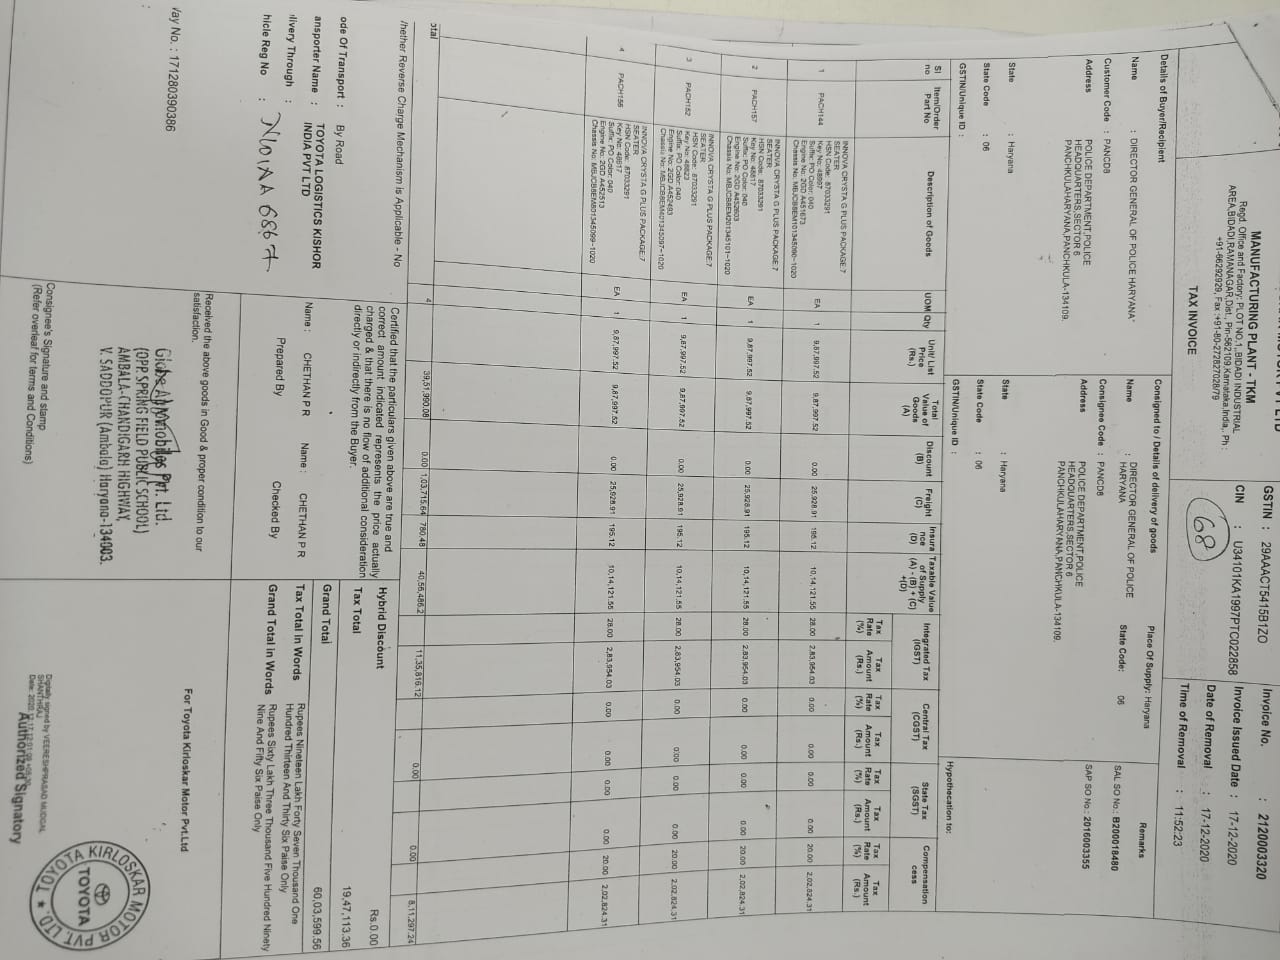 MANUFACTURING PLANT - TKM
Regd. Office and Factory: PLOT NO.1,,BIDADI INDUSTRIAL
AREA,BIDADI,RAMANAGAR,Dist., Pin-562109,Karnataka,India,. Ph :
+91-66292929, Fax :+91-80-272827028/79
TAX INVOICE
GSTIN : 29AAACT5415B1ZO
CIN : U34101KA1997PTC022858
68
Invoice No. : 2120003320
Invoice Issued Date : 17-12-2020
Date of Removal : 17-12-2020
Time of Removal : 11:52:23
Details of Buyer/Recipient
Name : DIRECTOR GENERAL OF POLICE HARYANA
Customer Code : PANCD8
Address POLICE DEPARTMENT,POLICE
HEADQUARTERS,SECTOR 6
PANCHKULAHARYANA,PANCHKULA-134109.
State : Haryana
State Code : 06
GSTIN/Unique ID :
Consigned to / Details of delivery of goods
Place Of Supply: Haryana
Name : DIRECTOR GENERAL OF POLICE
HARYANA
State Code: 06
Consignee Code : PANCD8
Address POLICE DEPARTMENT,POLICE
HEADQUARTERS,SECTOR 6
PANCHKULAHARYANA,PANCHKULA-134109.
State : Haryana
State Code : 06
GSTIN/Unique ID :
Remarks
SAL SO No.: B200018480
SAP SO No.: 2016003355
Hypothecation to:
Sl no Item/Order Part No Description of Goods UOM Qty Unit/ List Price (Rs.) Total Value of Goods (A) Discount (B) Freight (C) Insura nce (D) Taxable Value of Supply (A) - (B) + (C) +(D) Integrated Tax (IGST) Central Tax (CGST) State Tax (SGST) Compensation cess
Tax Rate (%) Tax Amount (Rs.) Tax Rate (%) Tax Amount (Rs.) Tax Rate (%) Tax Amount (Rs.) Tax Rate (%) Tax Amount (Rs.)
INNOVA CRYSTA G PLUS PACKAGE:7
SEATER
HSN Code: 87033291
1 PACH144 EA 1 9,87,997.52 9,87,997.52 0.00 25,928.91 195.12 10,14,121.55 28.00 2,83,954.03 0.00 0.00 0.00 0.00 20.00 2,02,824.31
Key No: 48997
Suffix: PO Color: 040
Engine No: 2GD A451673
Chassis No: MBJCB8EM101345090-1020
INNOVA CRYSTA G PLUS PACKAGE:7
SEATER
HSN Code: 87033291
2 PACH157 EA 1 9,87,997.52 9,87,997.52 0.00 25,928.91 195.12 10,14,121.55 28.00 2,83,954.03 0.00 0.00 0.00 0.00 20.00 2,02,824.31
Key No: 48817
Suffix: PO Color: 040
Engine No: 2GD A452603
Chassis No: MBJCB8EM201345101-1020
INNOVA CRYSTA G PLUS PACKAGE:7
SEATER
HSN Code: 87033291
3 PACH152 EA 1 9,87,997.52 9,87,997.52 0.00 25,928.91 195.12 10,14,121.55 28.00 2,83,954.03 0.00 0.00 0.00 0.00 20.00 2,02,824.31
Key No: 48823
Suffix: PO Color: 040
Engine No: 2GD A452493
Chassis No: MBJCB8EM401345097-1020
INNOVA CRYSTA G PLUS PACKAGE:7
SEATER
HSN Code: 87033291
4 PACH156 EA 1 9,87,997.52 9,87,997.52 0.00 25,928.91 195.12 10,14,121.55 28.00 2,83,954.03 0.00 0.00 0.00 0.00 20.00 2,02,824.31
Key No: 48617
Suffix: PO Color: 040
Engine No: 2GD A452513
Chassis No: MBJCB8EM801345099-1020
otal 4 39,51,990.08 0.00 1,03,715.64 780.48 40,56,486.2 11,35,816.12 0.00 0.00 8,11,297.24
hether Reverse Charge Mechanism is Applicable - No
ode Of Transport : By Road
ansporter Name : TOYOTA LOGISTICS KISHOR
INDIA PVT LTD
livery Through :
hicle Reg No : NL01AA 6867
Way No. : 171280390386
Certified that the particulars given above are true and
correct amount indicated represents the price actually
charged & that there is no flow of additional consideration
directly or indirectly from the Buyer.
Name : CHETHAN P R Name : CHETHAN P R
Prepared By Checked By
Hybrid Discount Rs.0.00
Tax Total 19,47,113.36
Grand Total 60,03,599.56
Tax Total in Words Rupees Nineteen Lakh Forty Seven Thousand One
Hundred Thirteen And Thirty Six Paise Only
Grand Total in Words Rupees Sixty Lakh Three Thousand Five Hundred Ninety
Nine And Fifty Six Paise Only
Received the above goods in Good & proper condition to our
satisfaction.
Globe Automobiles Pvt. Ltd.
(OPP. SPRING FIELD PUBLIC SCHOOL)
AMBALA-CHANDIGARH HIGHWAY,
V. SADDOPUR (Ambala) Haryana-134003.
Consignee's Signature and stamp
(Refer overleaf for terms and Conditions)
For Toyota Kirloskar Motor Pvt.Ltd
TOYOTA KIRLOSKAR MOTOR PVT. LTD.
TOYOTA
Digitally signed by VEERESHPRASAD MUDGAL
SHANTHRAJ
Date: 2020.12.17 12:01:09 +05:30
Authorized Signatory